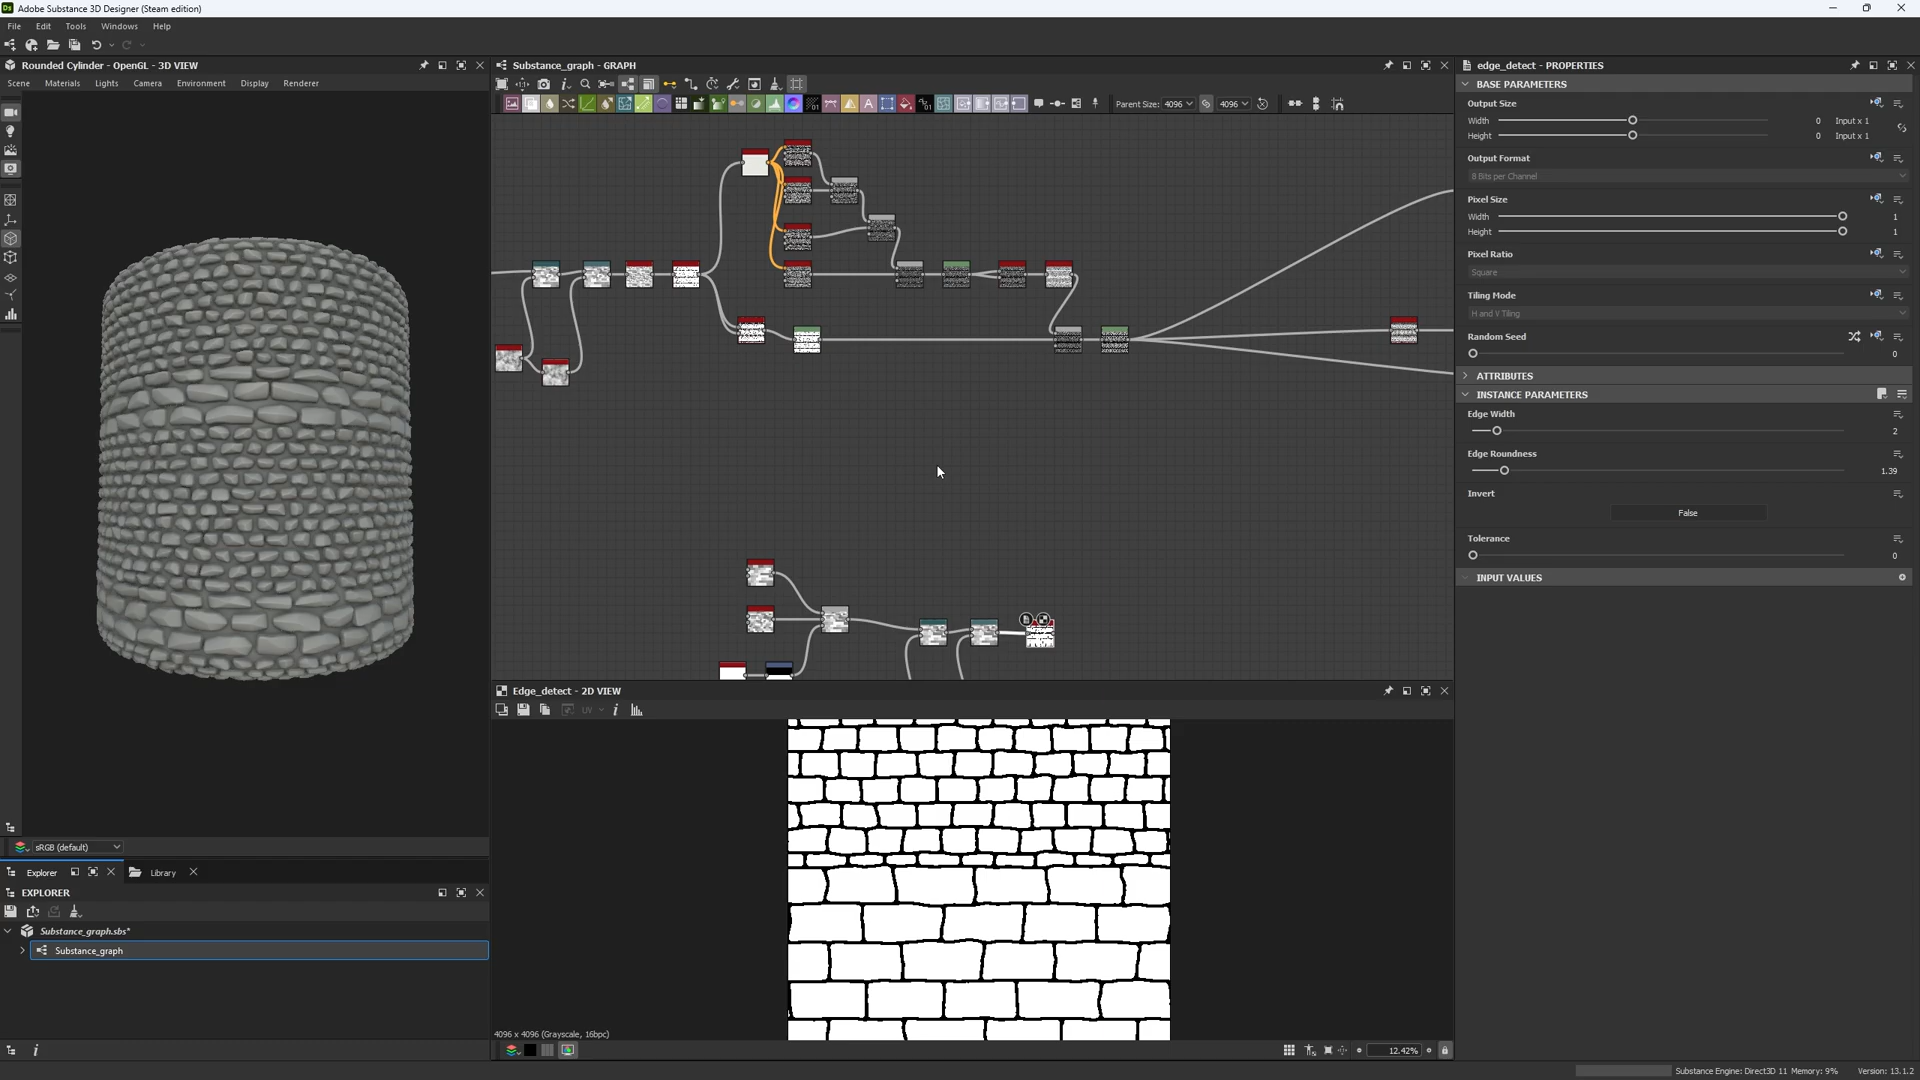 Adobe Substance 3D Designer (Steam edition)
File Edit Tools Windows Help
Rounded Cylinder - OpenGL - 3D VIEW
Scene Materials Lights Camera Environment Display Renderer
sRGB (default)
Explorer Library
EXPLORER
Substance_graph.sbs*
Substance_graph
Substance_graph - GRAPH
Parent Size: 4096 4096
Edge_detect - 2D VIEW
UV
4096 x 4096 (Grayscale, 16bpc)
12.42%
edge_detect - PROPERTIES
BASE PARAMETERS
Output Size
Width 0 Input x 1
Height 0 Input x 1
Output Format
8 Bits per Channel
Pixel Size
Width 1
Height 1
Pixel Ratio
Square
Tiling Mode
H and V Tiling
Random Seed
0
ATTRIBUTES
INSTANCE PARAMETERS
Edge Width
2
Edge Roundness
1.39
Invert
False
Tolerance
0
INPUT VALUES
Substance Engine: Direct3D 11 Memory: 9% Version: 13.1.2